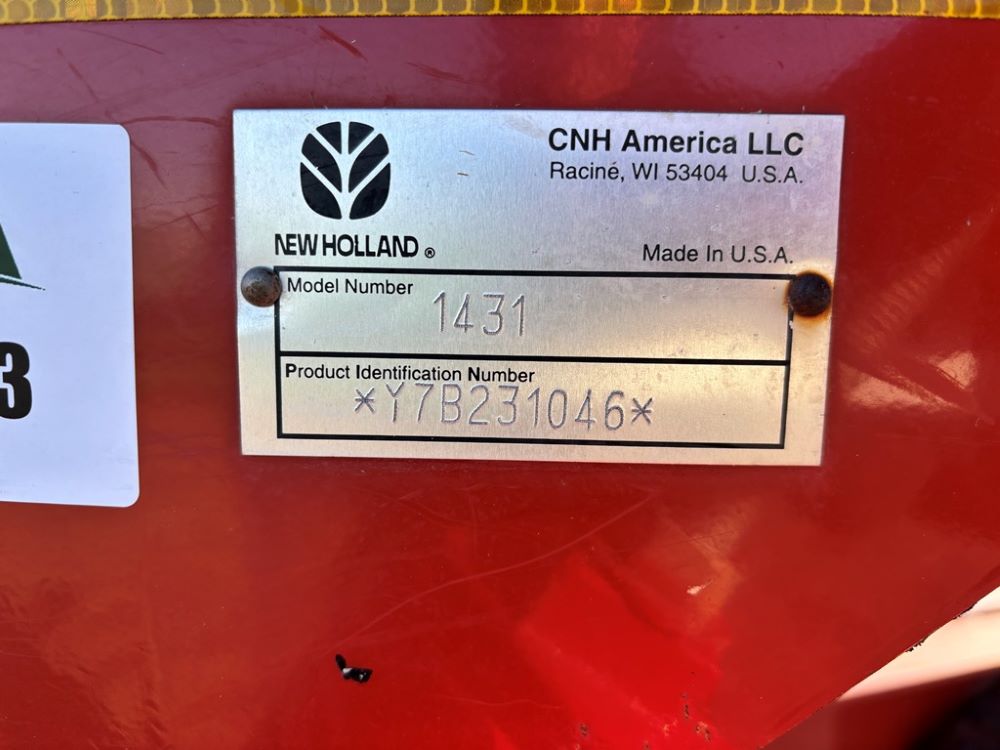 CNH America LLC
Raciné, WI 53404 U.S.A.
NEW HOLLAND ®
Made In U.S.A.
Model Number
1431
Product Identification Number
*Y7B231046*
3